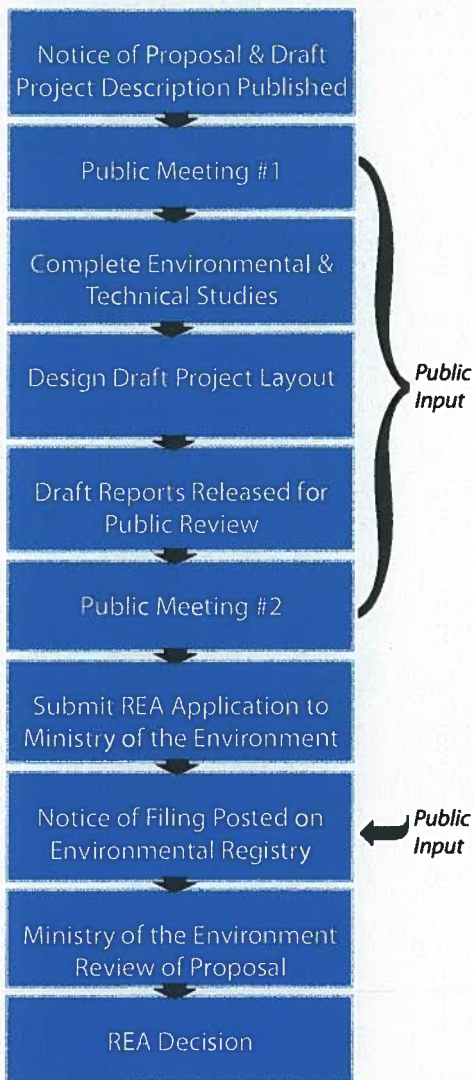 Notice of Proposal & Draft
Project Description Published
Public Meeting #1
Complete Environmental &
Technical Studies
Design Draft Project Layout
Public
Input
Draft Reports Released for
Public Review
Public Meeting #2
Submit REA Application to
Ministry of the Environment
Notice of Filing Posted on
Environmental Registry
Public
Input
Ministry of the Environment
Review of Proposal
REA Decision